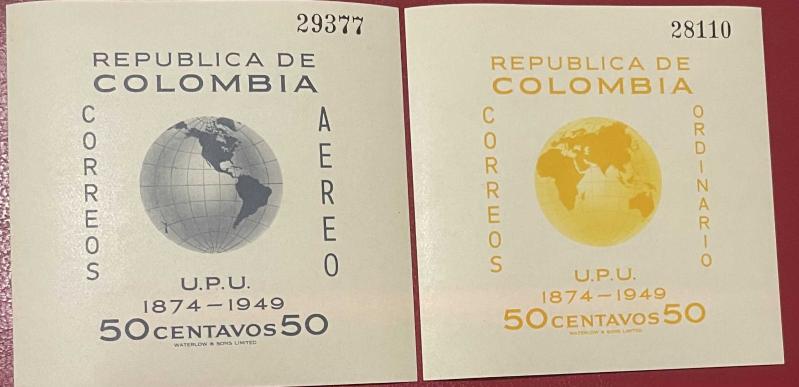 29377
REPUBLICA DE
COLOMBIA
CORREOS
AEREO
U.P.U.
1874–1949
50 CENTAVOS 50
WATERLOW & SONS LIMITED
28110
REPUBLICA DE
COLOMBIA
CORREOS
ORDINARIO
U.P.U.
1874–1949
50 CENTAVOS 50
WATERLOW & SONS LIMITED